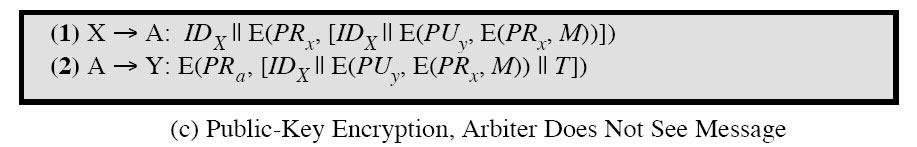 (1) X → A: ID_X || E(PR_x, [ID_X || E(PU_y, E(PR_x, M))])
(2) A → Y: E(PR_a, [ID_X || E(PU_y, E(PR_x, M)) || T])
(c) Public-Key Encryption, Arbiter Does Not See Message